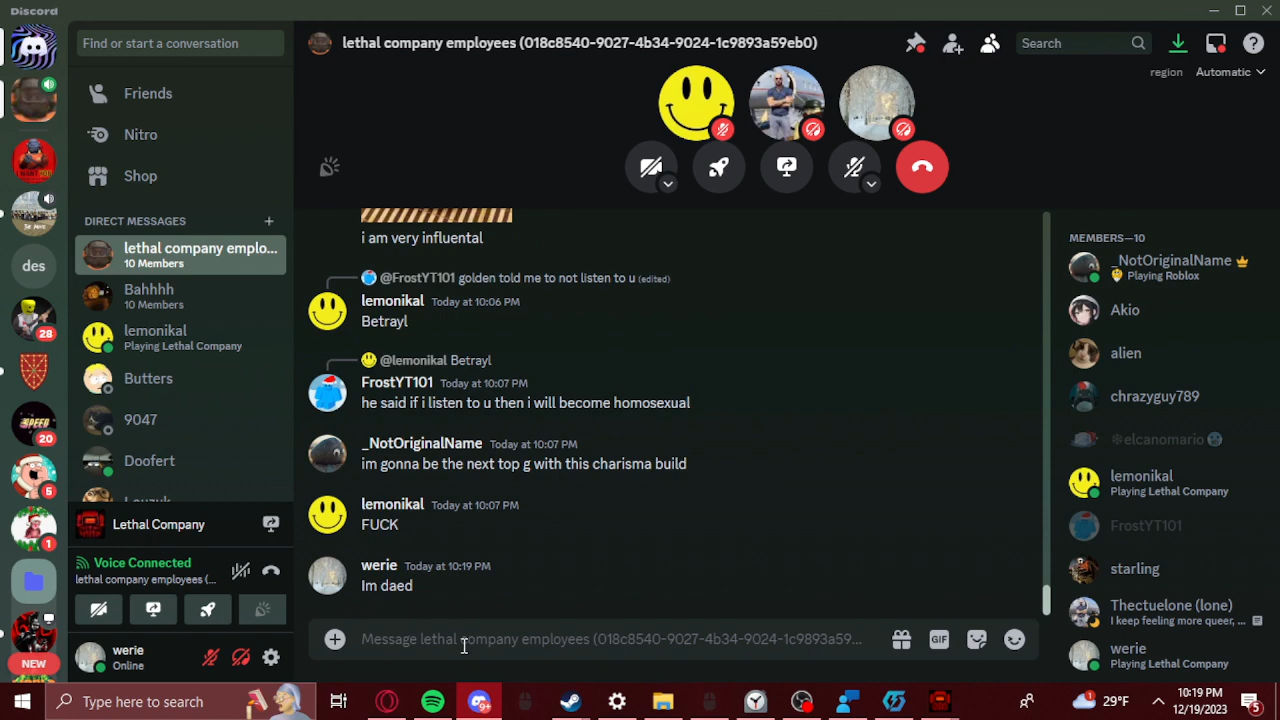 Discord
Find or start a conversation
Friends
Nitro
Shop
DIRECT MESSAGES
lethal company emplo...
10 Members
Bahhhh
10 Members
lemonikal
Playing Lethal Company
Butters
9047
Doofert
Lethal Company
Voice Connected
lethal company employees (...
werie
Online
des
28
20
5
1
NEW
lethal company employees (018c8540-9027-4b34-9024-1c9893a59eb0)
Search
region Automatic
i am very influental
@FrostYT101 golden told me to not listen to u (edited)
lemonikal Today at 10:06 PM
Betrayl
@lemonikal Betrayl
FrostYT101 Today at 10:07 PM
he said if i listen to u then i will become homosexual
_NotOriginalName Today at 10:07 PM
im gonna be the next top g with this charisma build
lemonikal Today at 10:07 PM
FUCK
werie Today at 10:19 PM
Im daed
Message lethal company employees (018c8540-9027-4b34-9024-1c9893a59...
GIF
MEMBERS—10
_NotOriginalName
Playing Roblox
Akio
alien
chrazyguy789
elcanomario
lemonikal
Playing Lethal Company
FrostYT101
starling
Thectuelore (lone)
I keep feeling more queer, ...
werie
Playing Lethal Company
Type here to search
9+
1
29°F
10:19 PM
12/19/2023
5